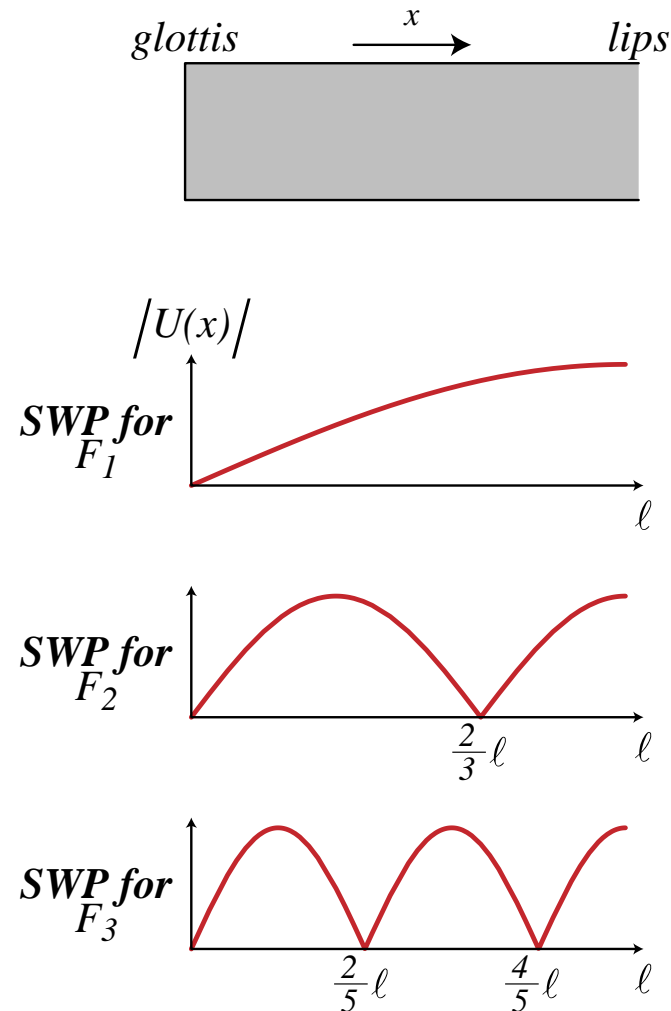 x
glottis lips
|U(x)|
SWP for
F₁
ℓ
SWP for
F₂
2/3 ℓ ℓ
SWP for
F₃
2/5 ℓ 4/5 ℓ ℓ